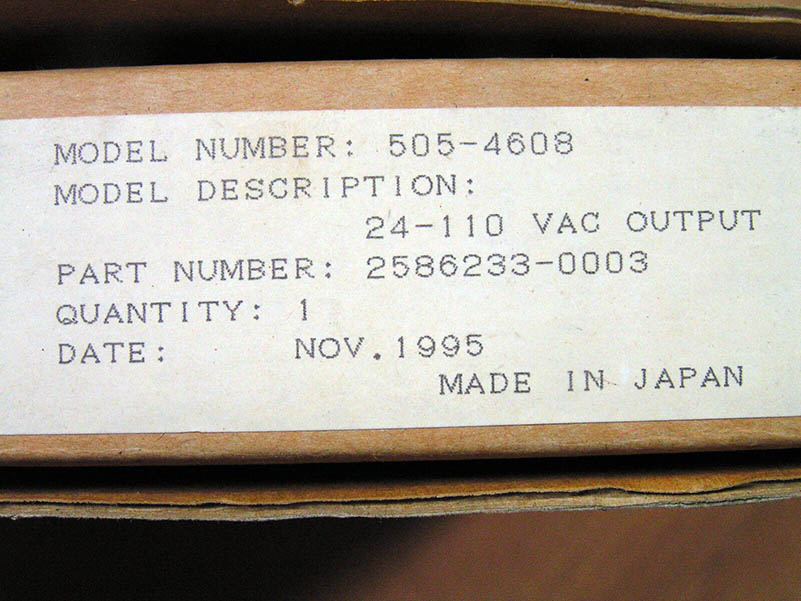 MODEL NUMBER: 505-4608
MODEL DESCRIPTION:
24-110 VAC OUTPUT
PART NUMBER: 2586233-0003
QUANTITY: 1
DATE: NOV.1995
MADE IN JAPAN